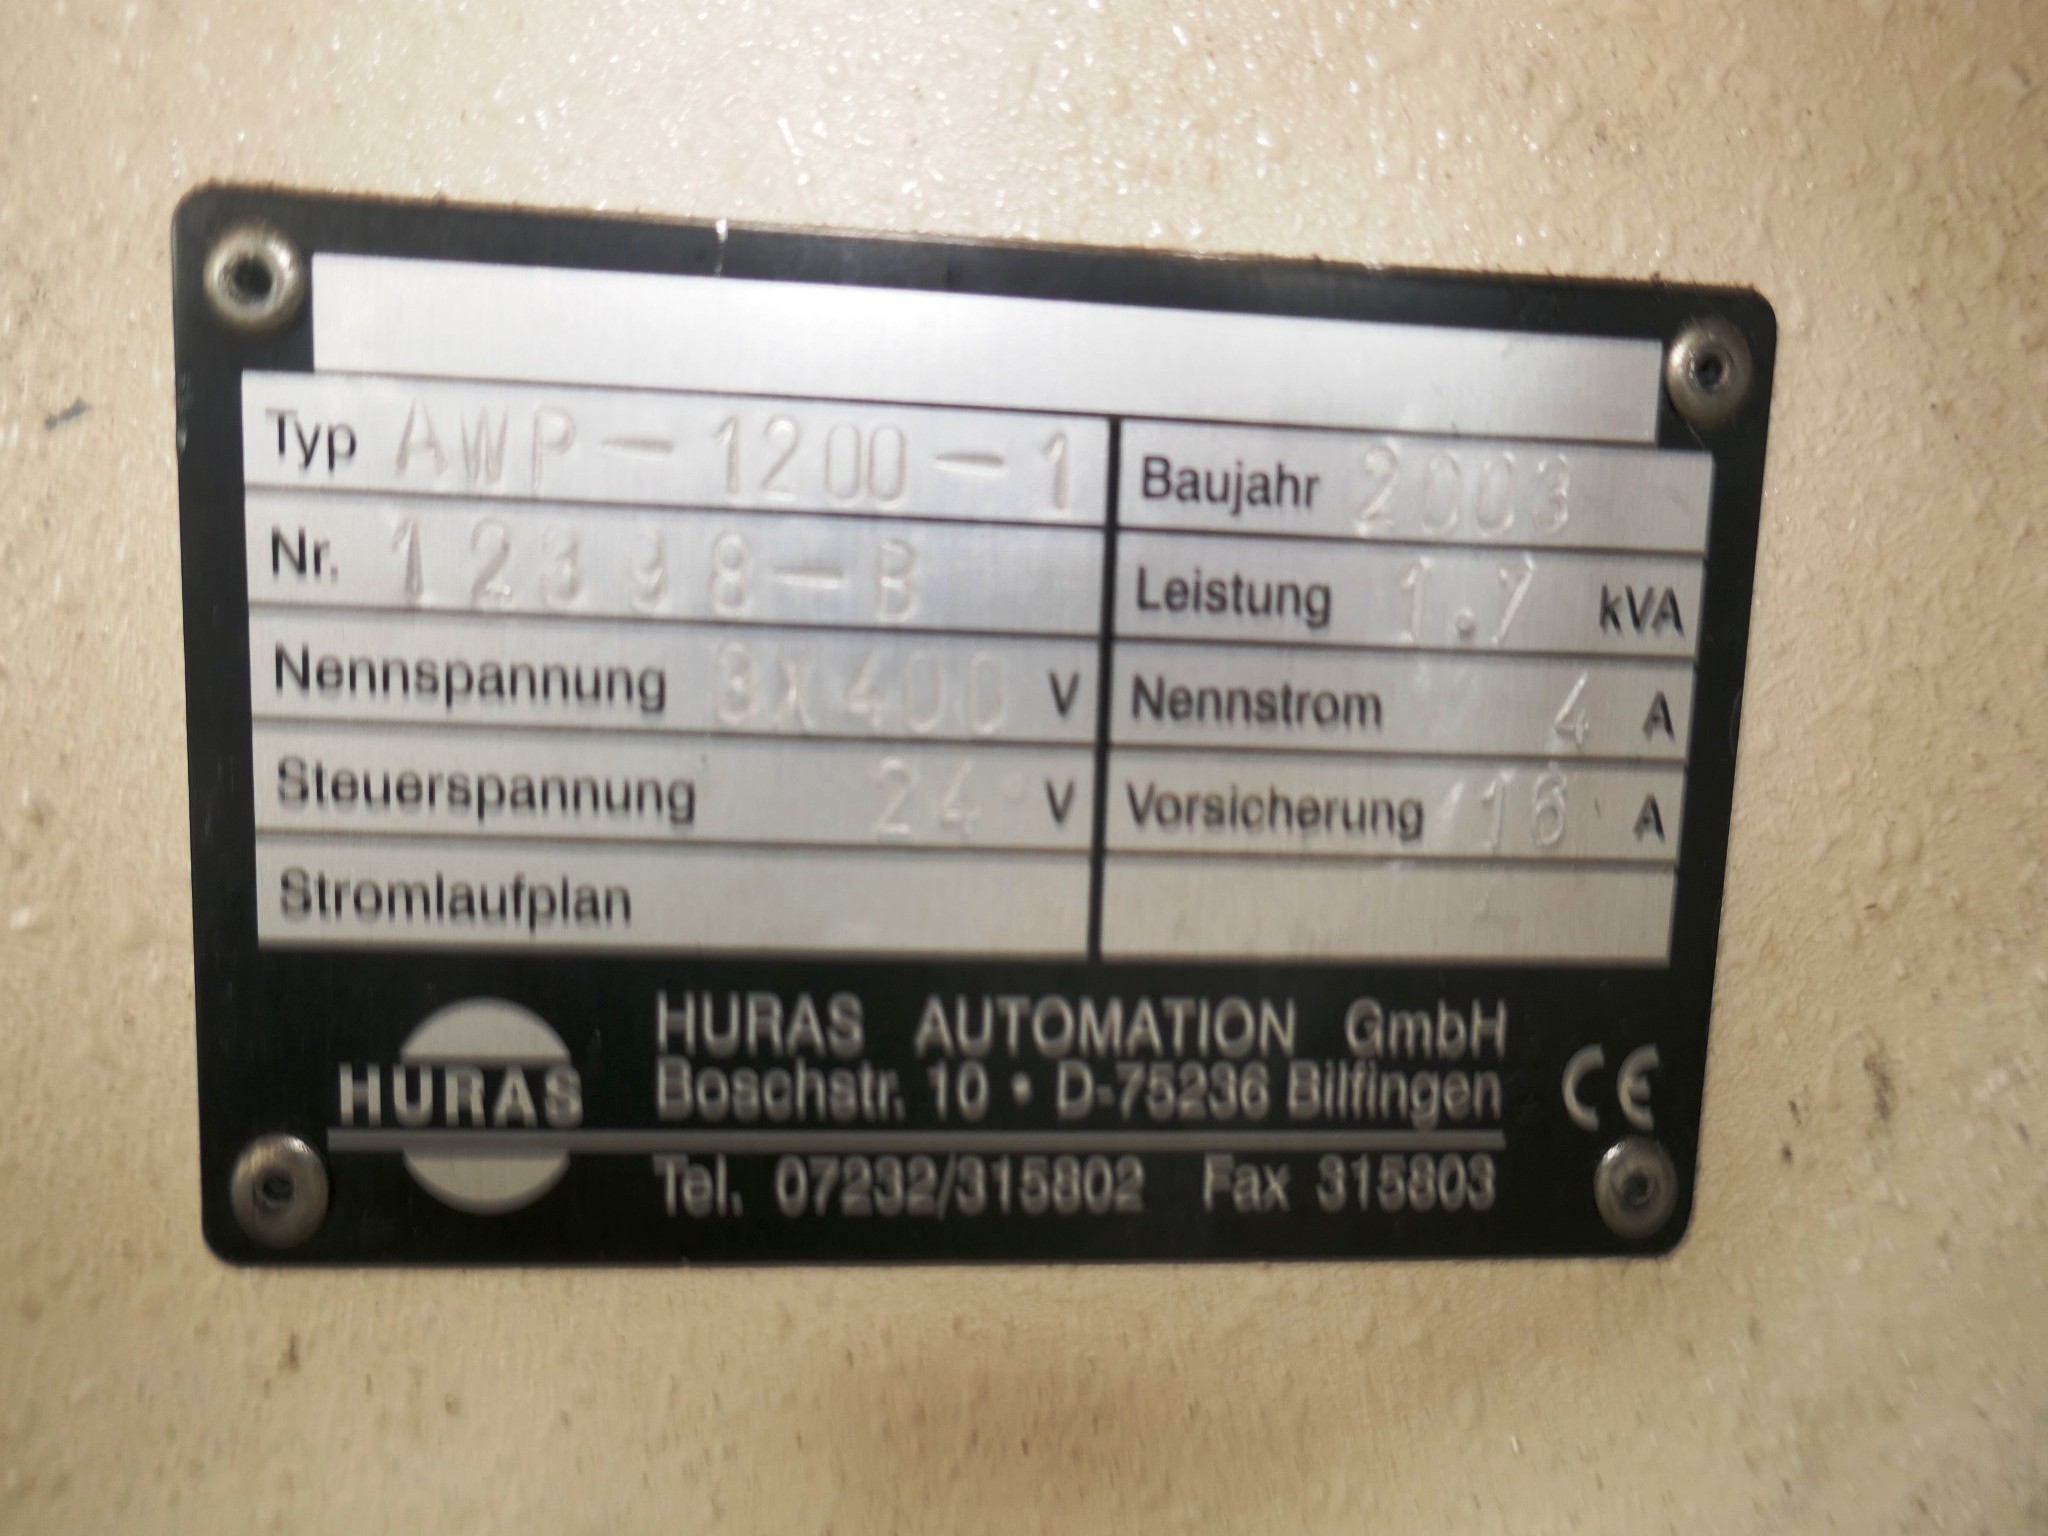 Typ AWP-1200-1 Baujahr 2003
Nr. 12338-B Leistung 1.7 kVA
Nennspannung 3X400 V Nennstrom 4 A
Steuerspannung 24 V Vorsicherung 16 A
Stromlaufplan
HURAS
HURAS AUTOMATION GmbH
Boschstr. 10 • D-75236 Bilfingen CE
Tel. 07232/315802 Fax 315803